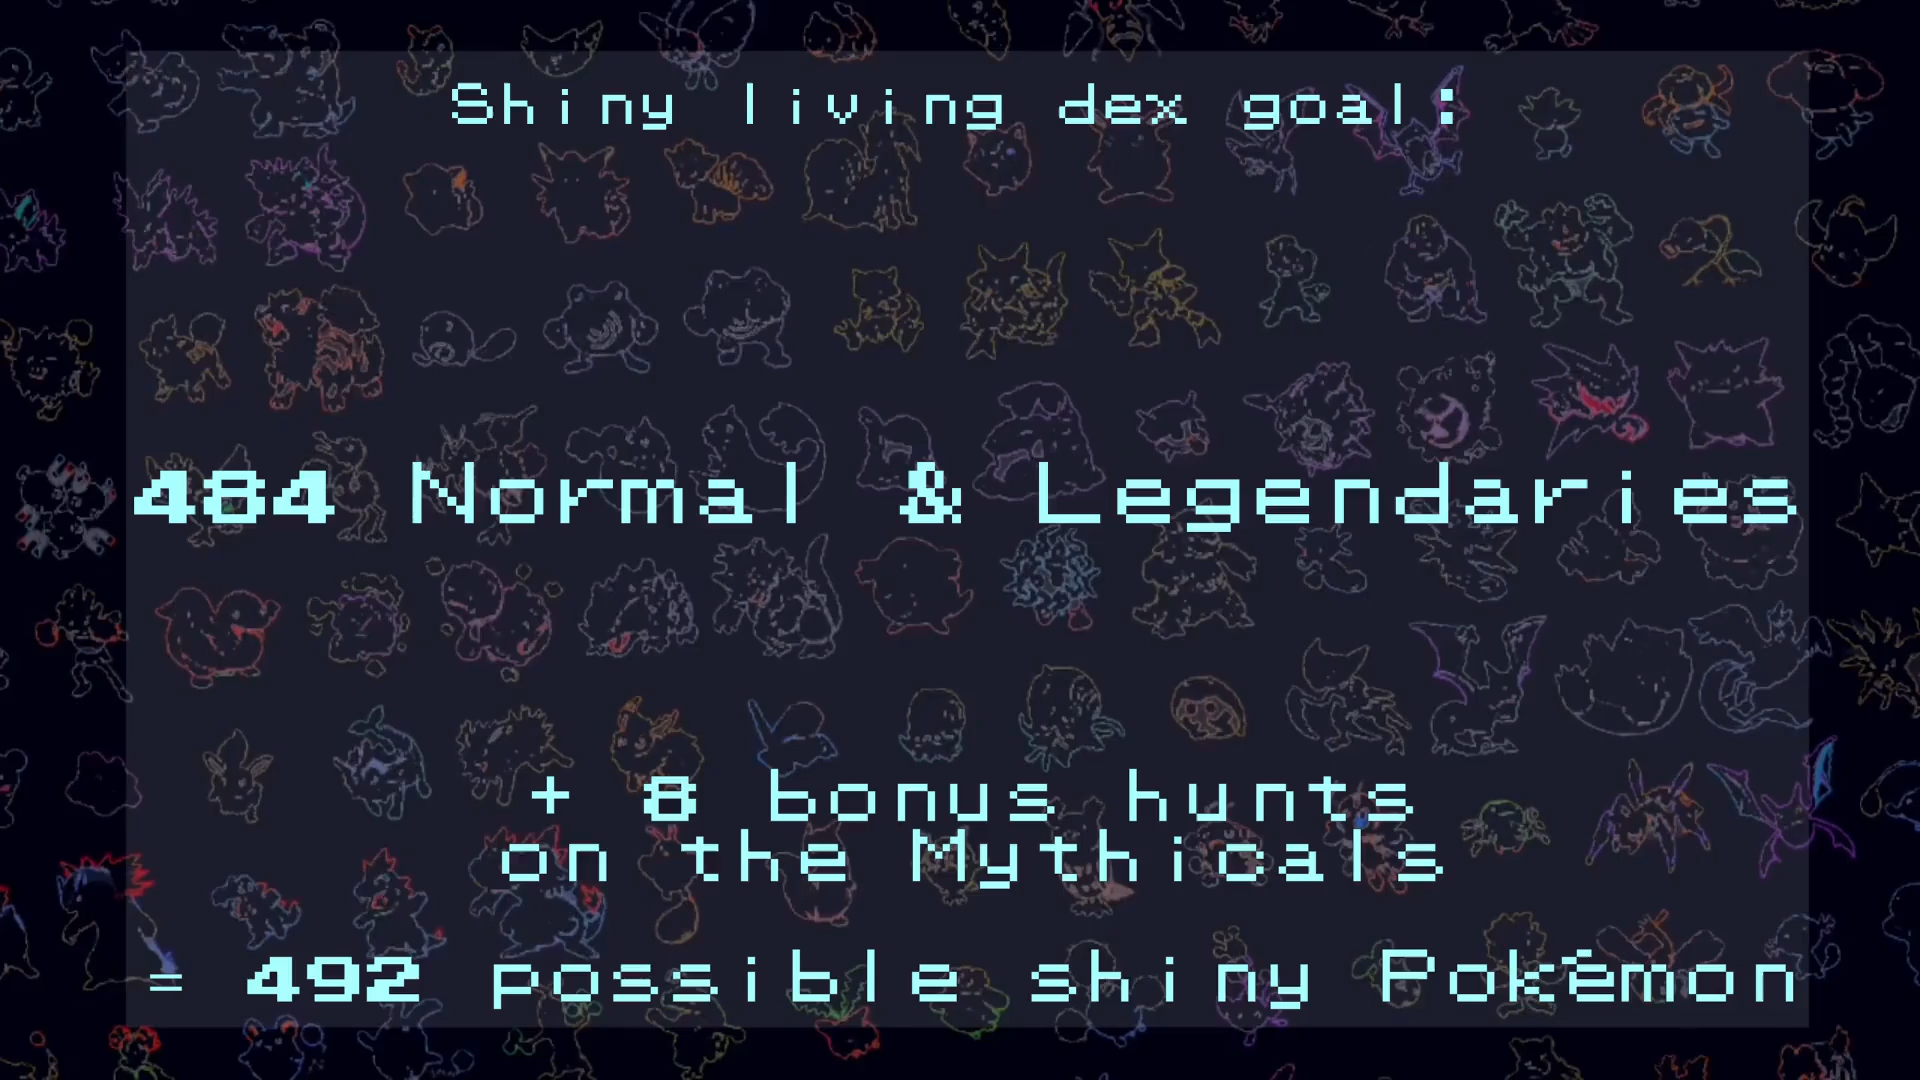 Shiny living dex goal:
484 Normal & Legendaries
+ 8 bonus hunts
on the Mythicals
= 492 possible shiny Pokémon